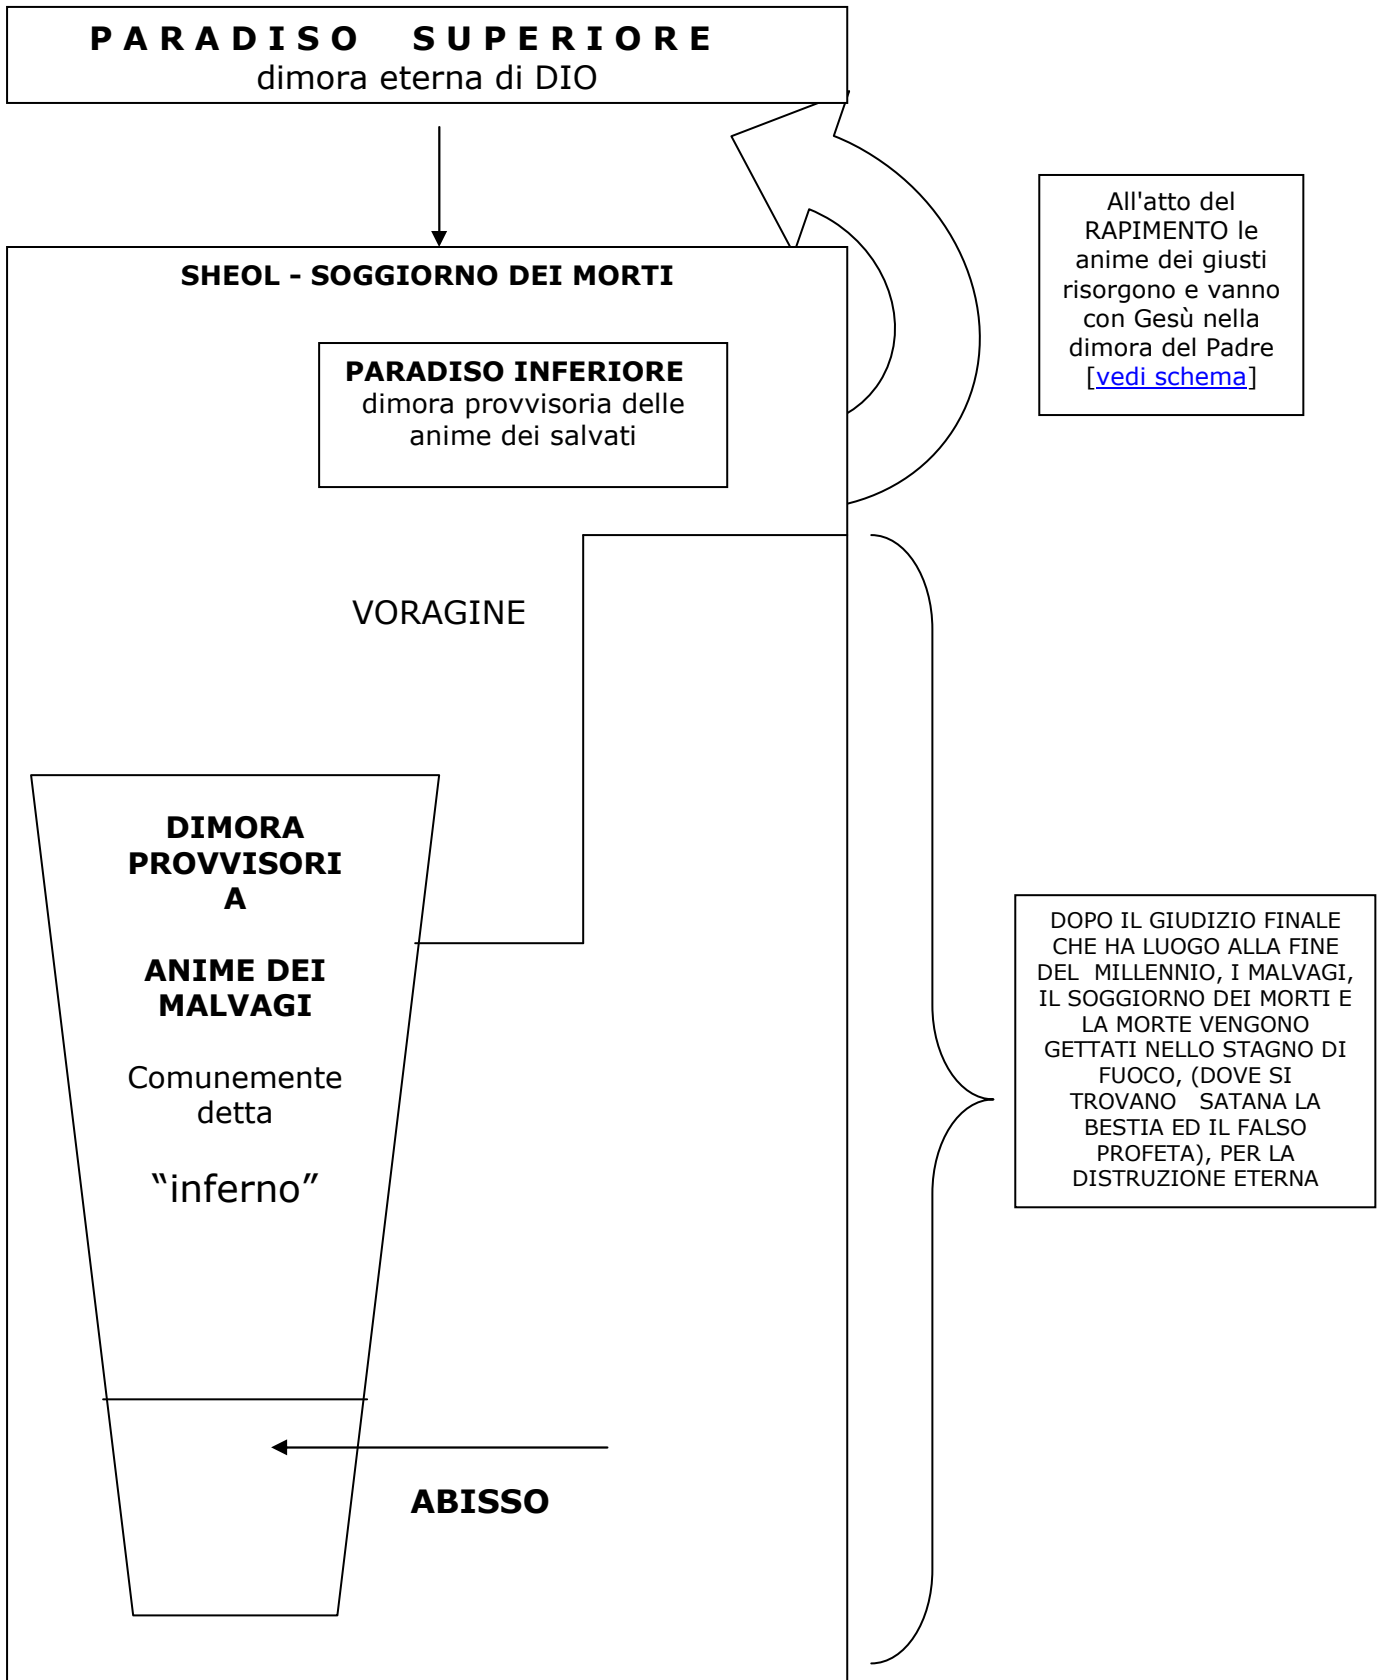 PARADISO SUPERIORE
dimora eterna di DIO
All'atto del
RAPIMENTO le
anime dei giusti
risorgono e vanno
con Gesù nella
dimora del Padre
[vedi schema]
SHEOL - SOGGIORNO DEI MORTI
PARADISO INFERIORE
dimora provvisoria delle
anime dei salvati
VORAGINE
DIMORA
PROVVISORI
A
ANIME DEI
MALVAGI
Comunemente
detta
“inferno”
DOPO IL GIUDIZIO FINALE
CHE HA LUOGO ALLA FINE
DEL MILLENNIO, I MALVAGI,
IL SOGGIORNO DEI MORTI E
LA MORTE VENGONO
GETTATI NELLO STAGNO DI
FUOCO, (DOVE SI
TROVANO SATANA LA
BESTIA ED IL FALSO
PROFETA), PER LA
DISTRUZIONE ETERNA
ABISSO